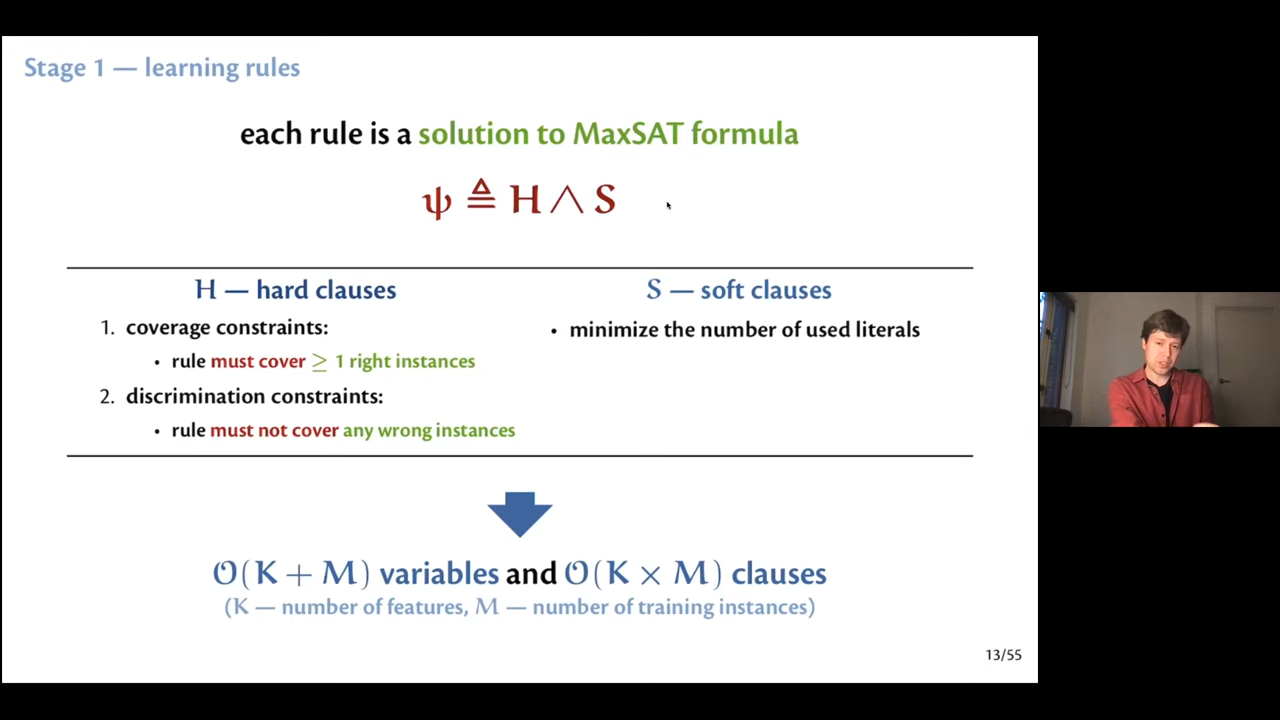 Stage 1 — learning rules
each rule is a solution to MaxSAT formula
ψ ≜ H ∧ S
H — hard clauses
1. coverage constraints:
• rule must cover ≥ 1 right instances
2. discrimination constraints:
• rule must not cover any wrong instances
S — soft clauses
• minimize the number of used literals
O(K + M) variables and O(K × M) clauses
(K — number of features, M — number of training instances)
13/55